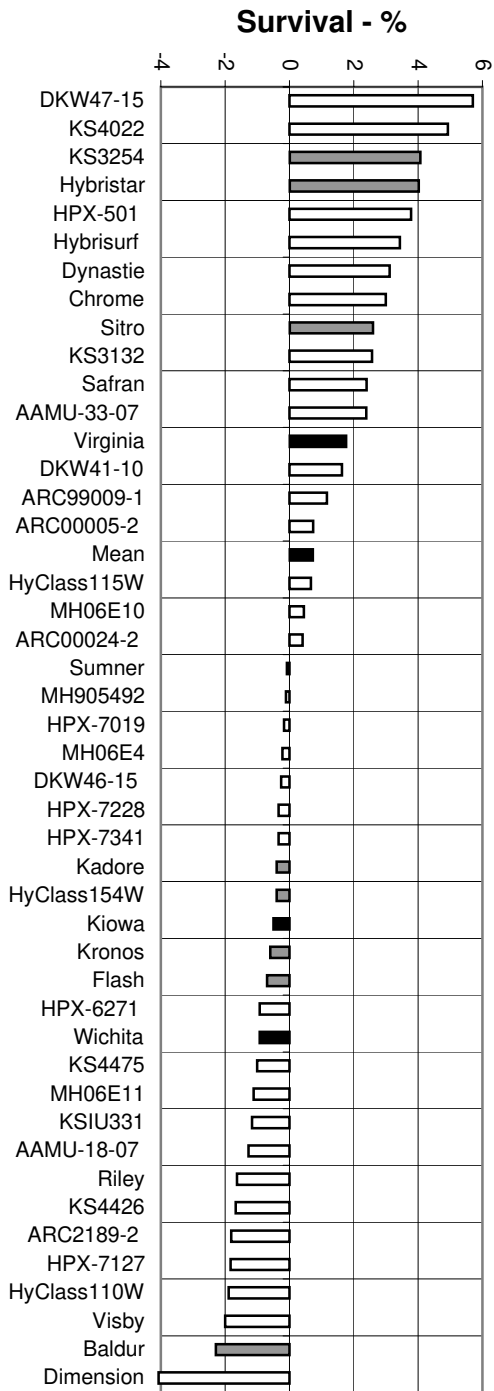 Survival - %
-4 -2 0 2 4 6
DKW47-15
KS4022
KS3254
Hybristar
HPX-501
Hybrisurf
Dynastie
Chrome
Sitro
KS3132
Safran
AAMU-33-07
Virginia
DKW41-10
ARC99009-1
ARC00005-2
Mean
HyClass115W
MH06E10
ARC00024-2
Sumner
MH905492
HPX-7019
MH06E4
DKW46-15
HPX-7228
HPX-7341
Kadore
HyClass154W
Kiowa
Kronos
Flash
HPX-6271
Wichita
KS4475
MH06E11
KSIU331
AAMU-18-07
Riley
KS4426
ARC2189-2
HPX-7127
HyClass110W
Visby
Baldur
Dimension